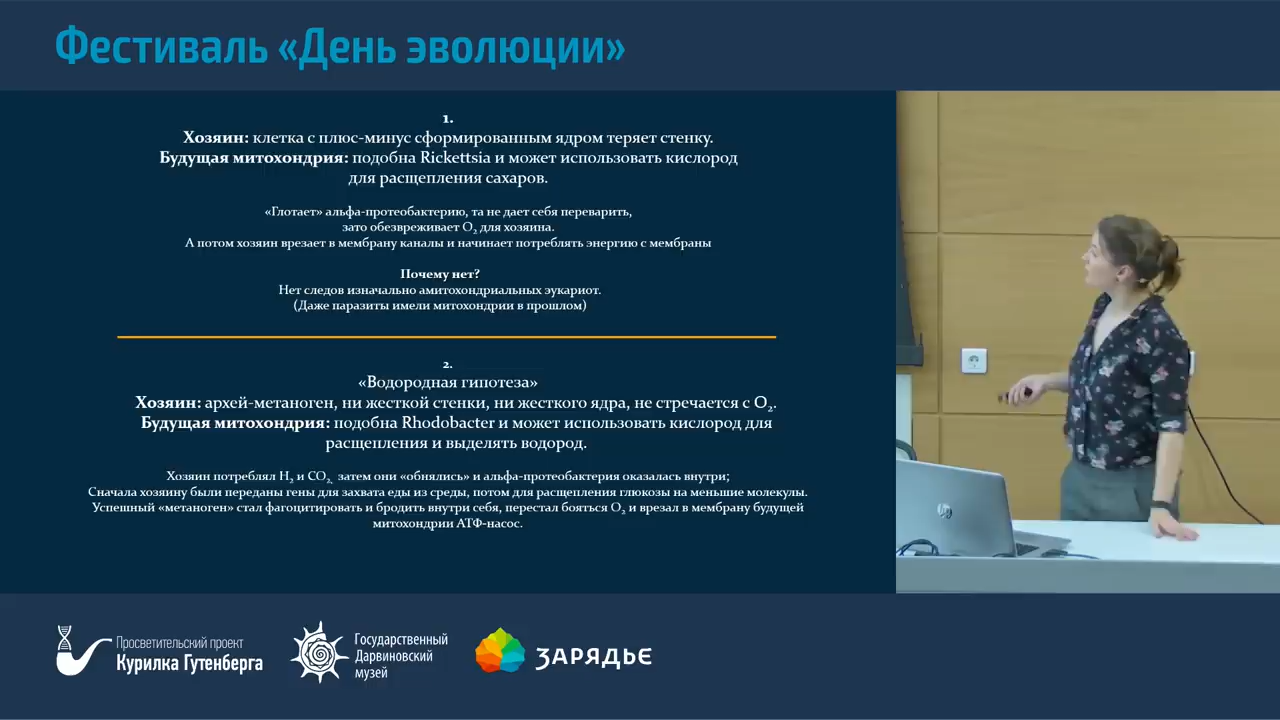 Фестиваль «День эволюции»
1.
Хозяин: клетка с плюс-минус сформированным ядром теряет стенку.
Будущая митохондрия: подобна Rickettsia и может использовать кислород
для расщепления сахаров.
«Глотает» альфа-протеобактерию, та не дает себя переварить,
зато обезвреживает O₂ для хозяина.
А потом хозяин врезает в мембрану каналы и начинает потреблять энергию с мембраны
Почему нет?
Нет следов изначально амитохондриальных эукариот.
(Даже паразиты имели митохондрии в прошлом)
2.
«Водородная гипотеза»
Хозяин: архей-метаноген, ни жесткой стенки, ни жесткого ядра, не стречается с O₂.
Будущая митохондрия: подобна Rhodobacter и может использовать кислород для
расщепления и выделять водород.
Хозяин потреблял H₂ и CO₂, затем они «обнялись» и альфа-протеобактерия оказалась внутри;
Сначала хозяину были переданы гены для захвата еды из среды, потом для расщепления глюкозы на меньшие молекулы.
Успешный «метаноген» стал фагоцитировать и бродить внутри себя, перестал бояться O₂ и врезал в мембрану будущей
митохондрии АТФ-насос.
hp
Просветительский проект
Курилка Гутенберга
Государственный
Дарвиновский
музей
ЗАРЯДЬЕ